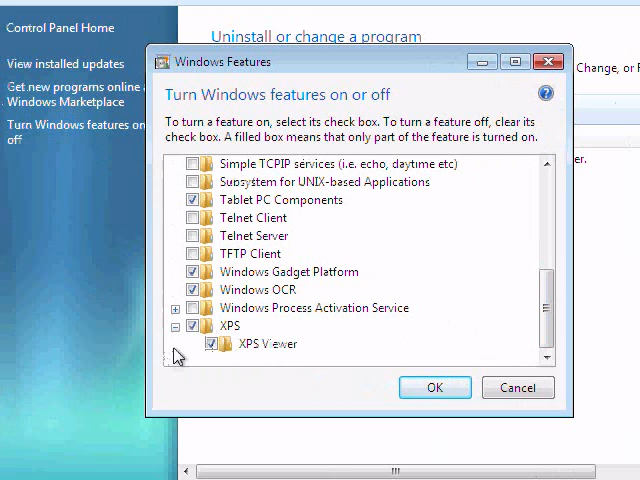 Control Panel Home
View installed updates
Get new programs online
Windows Marketplace
Turn Windows features on or
off
Uninstall or change a program
Change, or R
er.
Windows Features
Turn Windows features on or off
To turn a feature on, select its check box. To turn a feature off, clear its
check box. A filled box means that only part of the feature is turned on.
Simple TCPIP services (i.e. echo, daytime etc)
Subsystem for UNIX-based Applications
Tablet PC Components
Telnet Client
Telnet Server
TFTP Client
Windows Gadget Platform
Windows OCR
Windows Process Activation Service
XPS
XPS Viewer
OK
Cancel